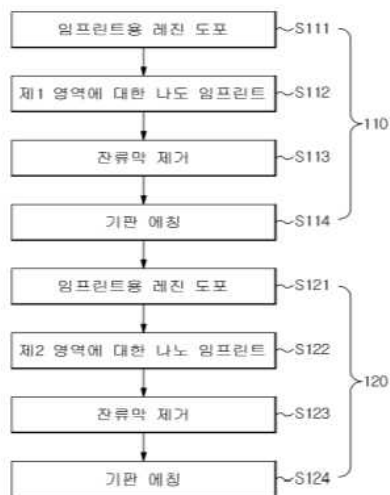 임프린트용 레진 도포 S111
제1 영역에 대한 나도 임프린트 S112
110
잔류막 제거 S113
기판 에칭 S114
임프린트용 레진 도포 S121
제2 영역에 대한 나노 임프린트 S122
120
잔류막 제거 S123
기판 에칭 S124